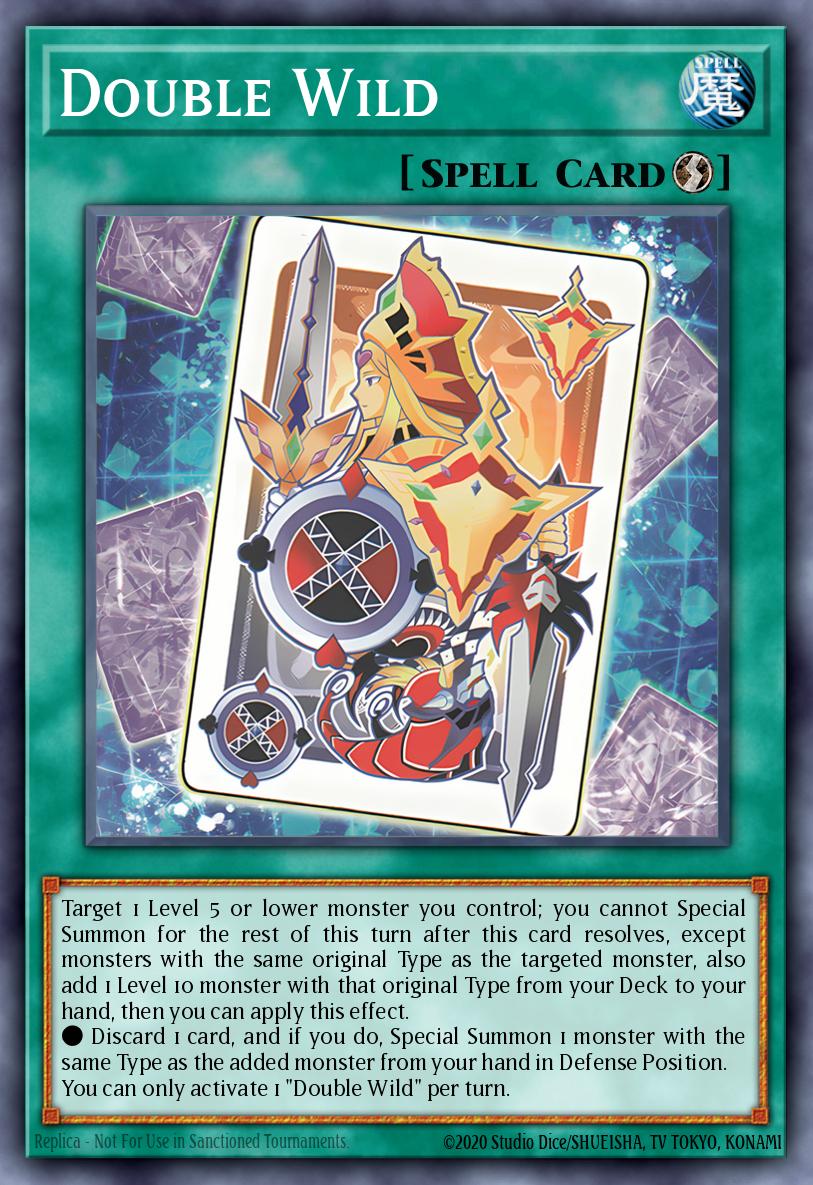 Double Wild
SPELL
魔
[Spell Card]
Target 1 Level 5 or lower monster you control; you cannot Special
Summon for the rest of this turn after this card resolves, except
monsters with the same original Type as the targeted monster, also
add 1 Level 10 monster with that original Type from your Deck to your
hand, then you can apply this effect.
● Discard 1 card, and if you do, Special Summon 1 monster with the
same Type as the added monster from your hand in Defense Position.
You can only activate 1 "Double Wild" per turn.
Replica - Not For Use in Sanctioned Tournaments.
©2020 Studio Dice/SHUEISHA, TV TOKYO, KONAMI